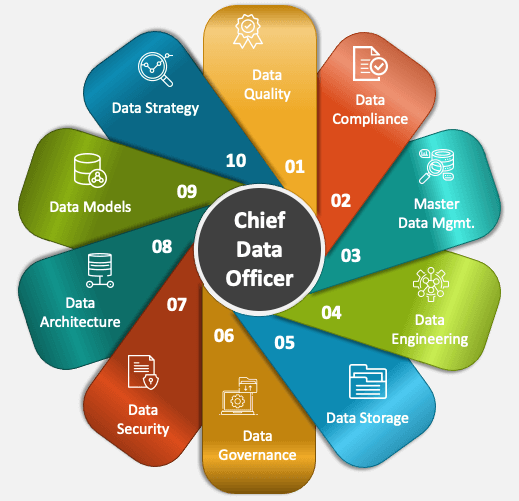 Chief
Data
Officer
01
Data
Quality
02
Data
Compliance
03
Master
Data Mgmt.
04
Data
Engineering
05
Data Storage
06
Data
Governance
07
Data
Security
08
Data
Architecture
09
Data Models
10
Data Strategy